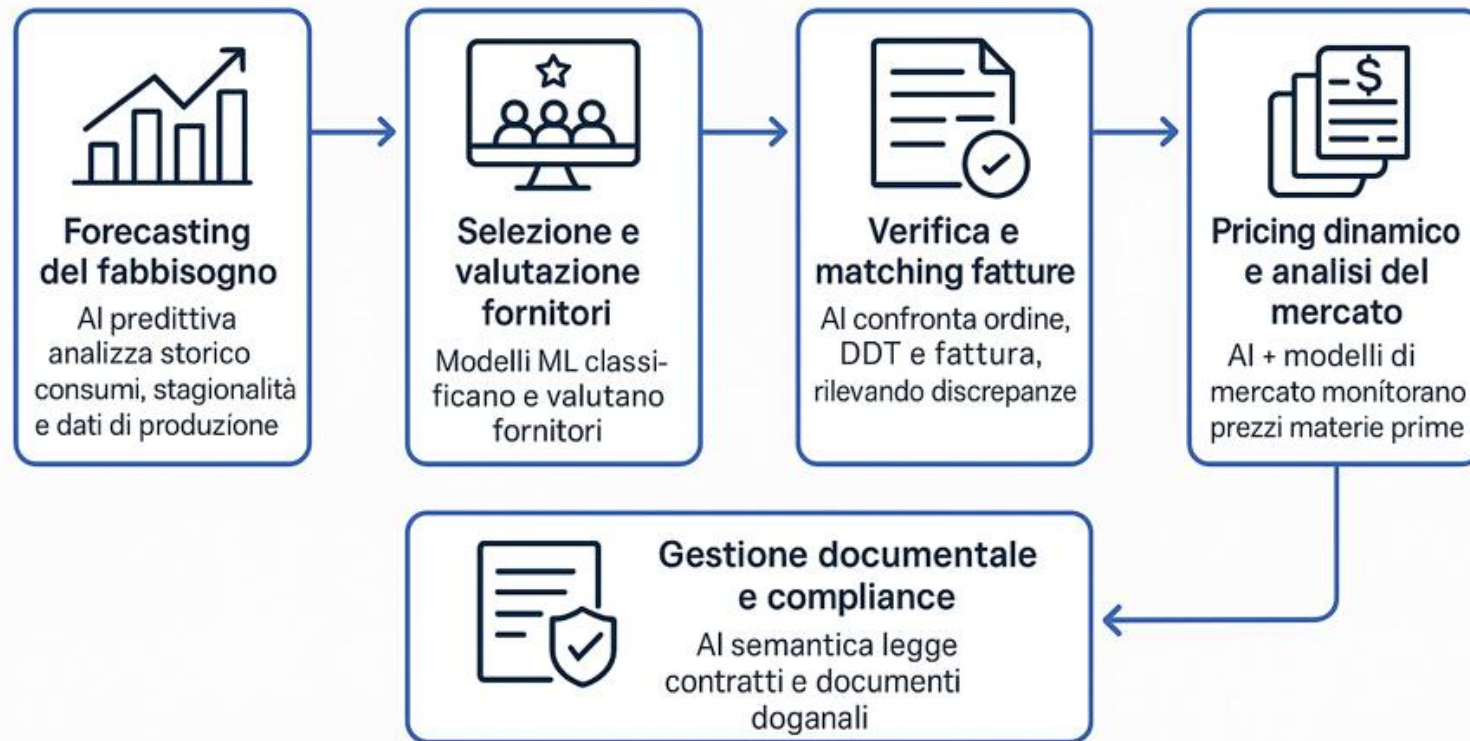 Forecasting
del fabbisogno
AI predittiva
analizza storico
consumi, stagionalità
e dati di produzione
Selezione e
valutazione
fornitori
Modelli ML classi-
ficano e valutano
fornitori
Verifica e
matching fatture
AI confronta ordine,
DDT e fattura,
rilevando discrepanze
$
Pricing dinamico
e analisi del
mercato
AI + modelli di
mercato monítorano
prezzi materie prime
Gestione documentale
e compliance
AI semantica legge
contratti e documenti
doganali